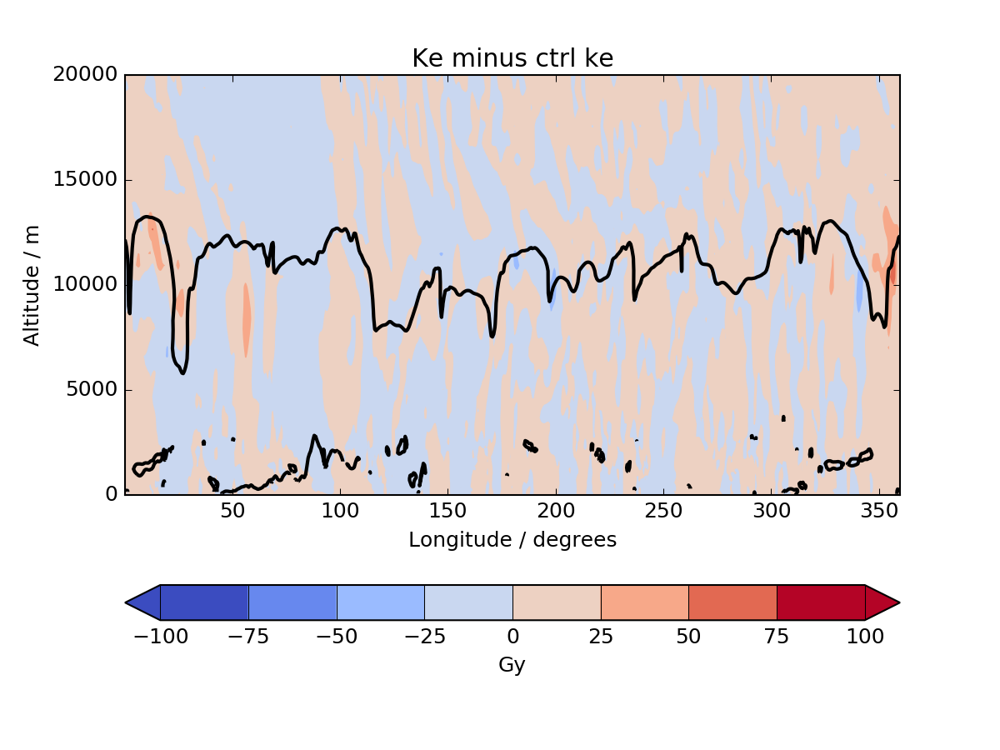 Ke minus ctrl ke
20000
15000
10000
5000
0
Altitude / m
50 100 150 200 250 300 350
Longitude / degrees
−100 −75 −50 −25 0 25 50 75 100
Gy